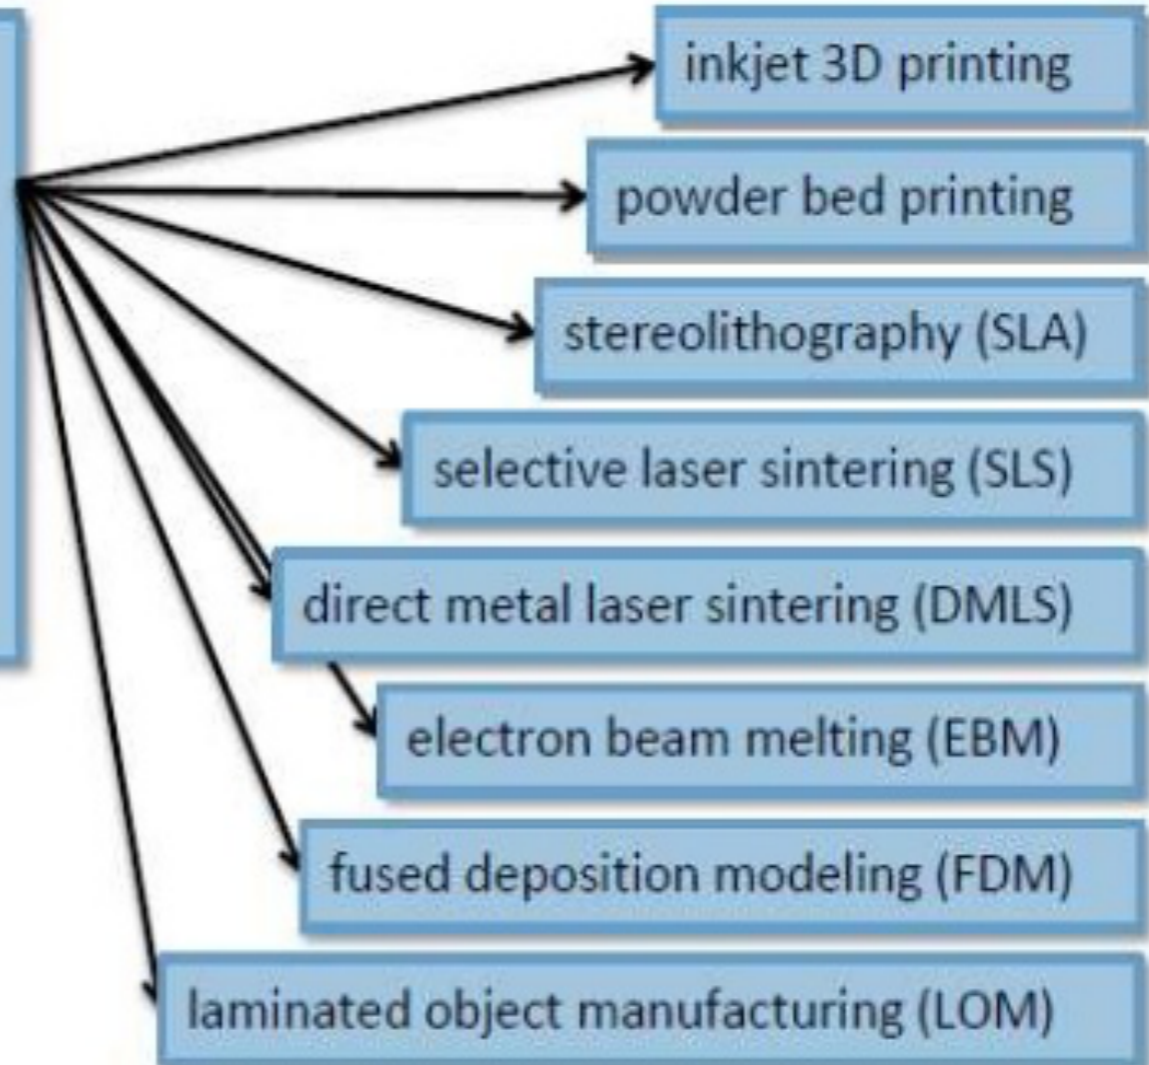 inkjet 3D printing
powder bed printing
stereolithography (SLA)
selective laser sintering (SLS)
direct metal laser sintering (DMLS)
electron beam melting (EBM)
fused deposition modeling (FDM)
laminated object manufacturing (LOM)